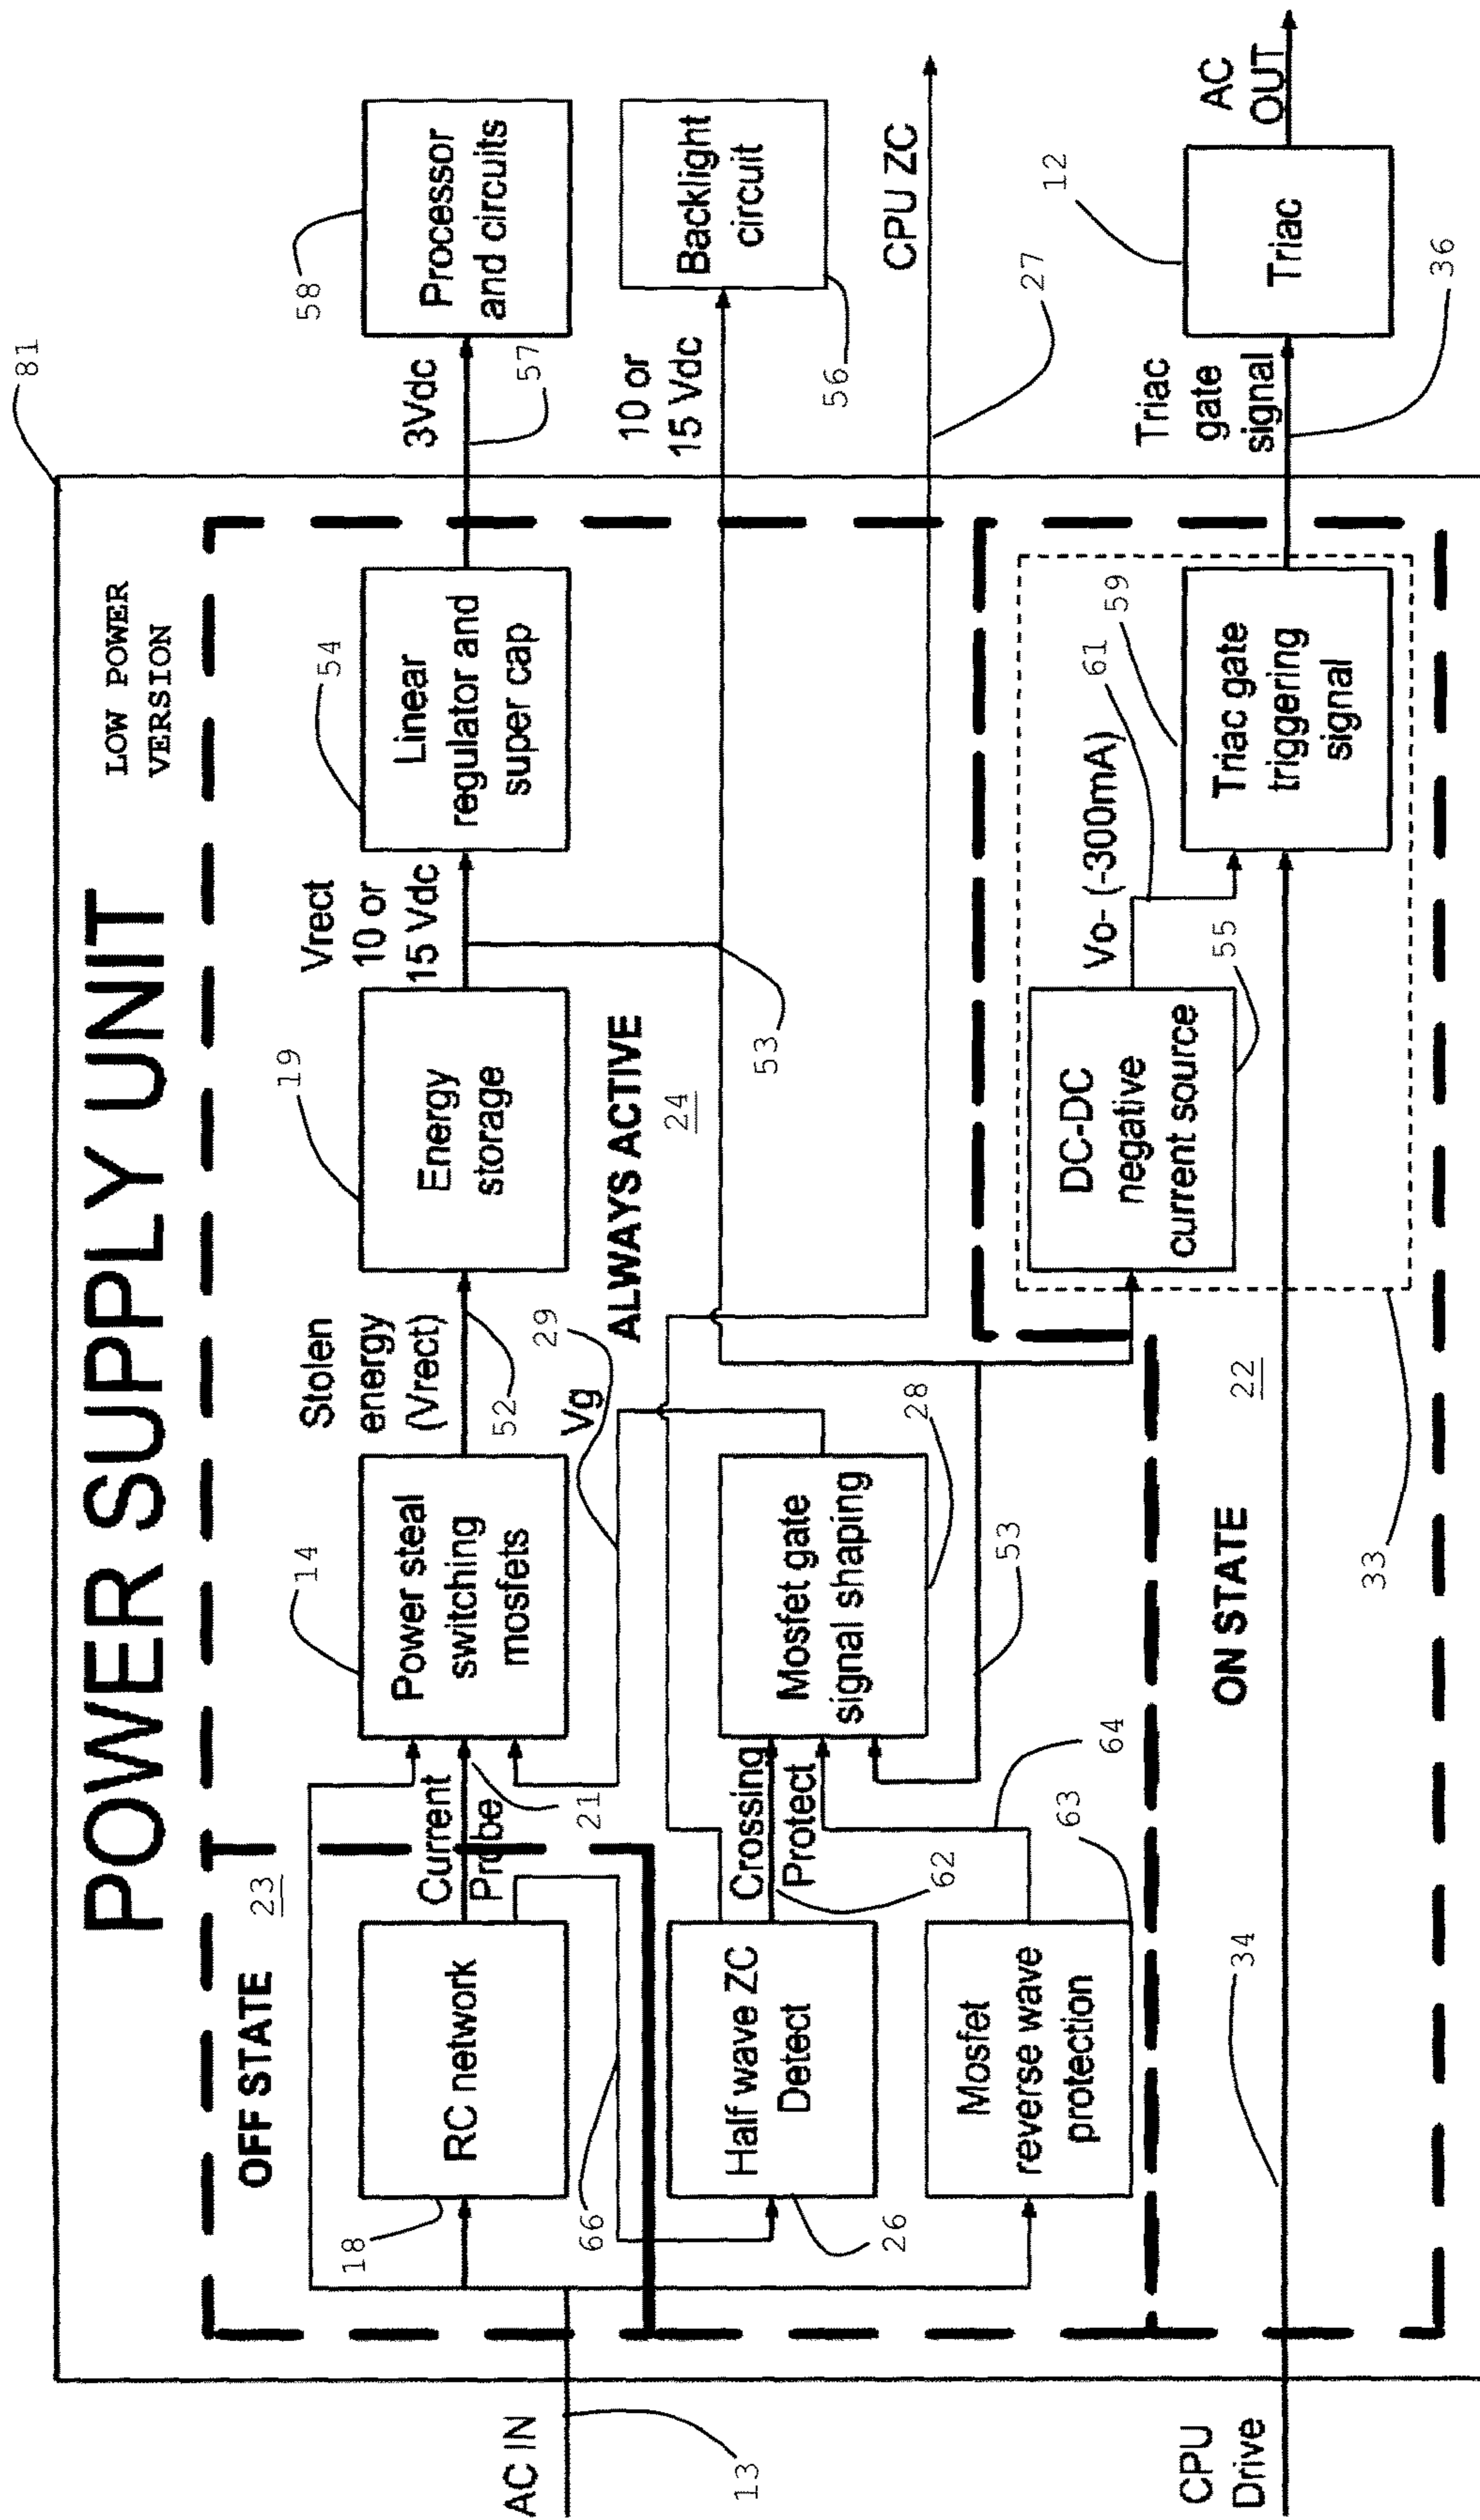 POWER SUPPLY UNIT
81
LOW POWER
VERSION
OFF STATE
23
AC IN
13
18
RC network
Current
Probe
21
14
Power steal
switching
mosfets
Stolen
energy
(Vrect)
52
29
Vg
19
Energy
storage
Vrect
10 or
15 Vdc
54
Linear
regulator and
super cap
3Vdc
57
58
Processor
and circuits
ALWAYS ACTIVE
24
53
10 or
15 Vdc
Backlight
circuit
56
66
Half wave ZC
Detect
26
Crossing
62
Protect
Mosfet gate
signal shaping
28
53
CPU ZC
27
Mosfet
reverse wave
protection
63
64
ON STATE
22
33
DC-DC
negative
current source
55
Vo- (-300mA)
61
59
Triac gate
triggering
signal
Triac
gate
signal
36
12
Triac
AC
OUT
CPU
Drive
34